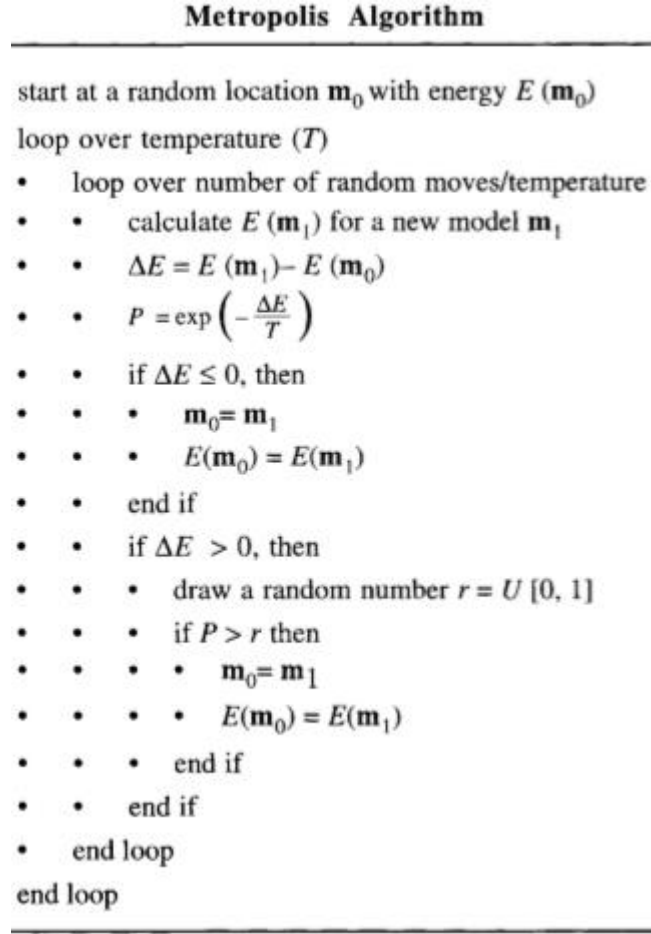 Metropolis Algorithm
start at a random location m₀ with energy E (m₀)
loop over temperature (T)
• loop over number of random moves/temperature
• • calculate E (m₁) for a new model m₁
• • ΔE = E (m₁)– E (m₀)
• • P = exp (– ΔE/T)
• • if ΔE ≤ 0, then
• • • m₀= m₁
• • • E(m₀) = E(m₁)
• • end if
• • if ΔE > 0, then
• • • draw a random number r = U [0, 1]
• • • if P > r then
• • • • m₀= m1
• • • • E(m₀) = E(m₁)
• • • end if
• • end if
• end loop
end loop